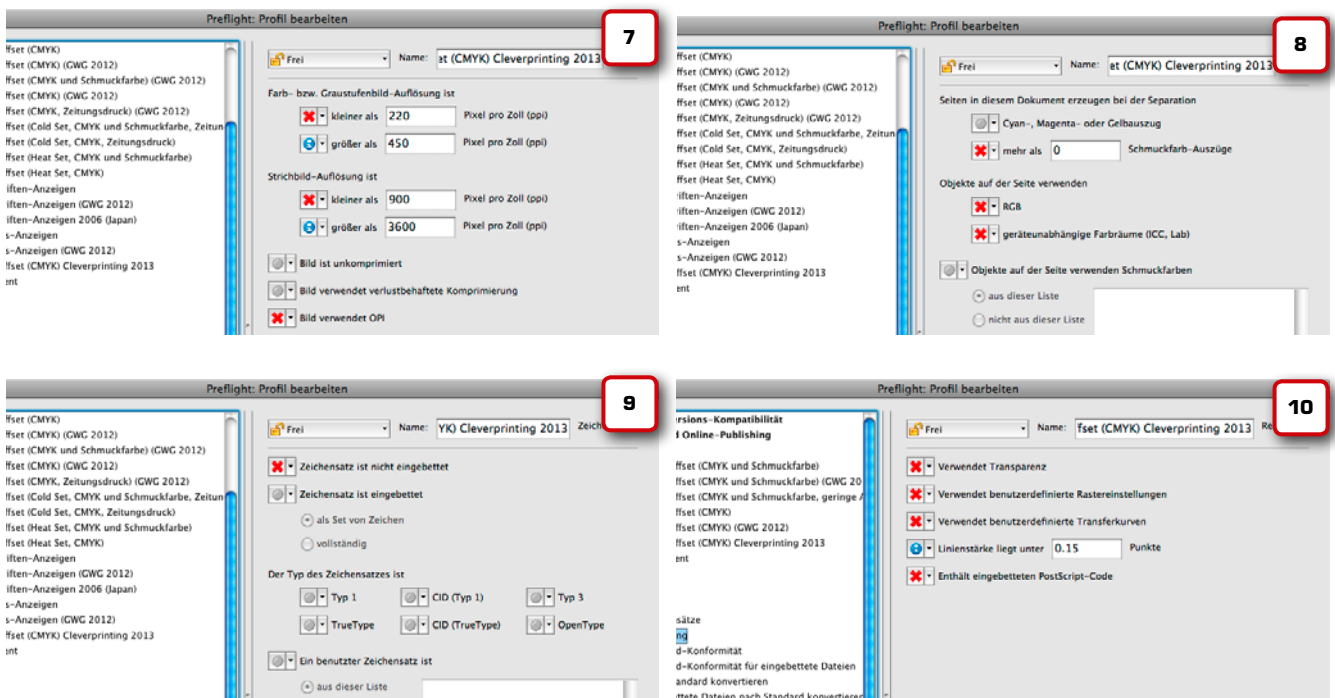 Preflight: Profil bearbeiten
7
ffset (CMYK)
ffset (CMYK) (GWG 2012)
ffset (CMYK und Schmuckfarbe) (GWG 2012)
ffset (CMYK) (GWG 2012)
ffset (CMYK, Zeitungsdruck) (GWG 2012)
ffset (Cold Set, CMYK und Schmuckfarbe, Zeitun
ffset (Cold Set, CMYK, Zeitungsdruck)
ffset (Heat Set, CMYK und Schmuckfarbe)
ffset (Heat Set, CMYK)
iften-Anzeigen
iften-Anzeigen (GWG 2012)
iften-Anzeigen 2006 (Japan)
s-Anzeigen
s-Anzeigen (GWG 2012)
ffset (CMYK) Cleverprinting 2013
ent
Frei Name: et (CMYK) Cleverprinting 2013
Farb- bzw. Graustufenbild-Auflösung ist
kleiner als 220 Pixel pro Zoll (ppi)
größer als 450 Pixel pro Zoll (ppi)
Strichbild-Auflösung ist
kleiner als 900 Pixel pro Zoll (ppi)
größer als 3600 Pixel pro Zoll (ppi)
Bild ist unkomprimiert
Bild verwendet verlustbehaftete Komprimierung
Bild verwendet OPI
Preflight: Profil bearbeiten
8
ffset (CMYK)
ffset (CMYK) (GWG 2012)
ffset (CMYK und Schmuckfarbe) (GWG 2012)
ffset (CMYK) (GWG 2012)
ffset (CMYK, Zeitungsdruck) (GWG 2012)
ffset (Cold Set, CMYK und Schmuckfarbe, Zeitun
ffset (Cold Set, CMYK, Zeitungsdruck)
ffset (Heat Set, CMYK und Schmuckfarbe)
ffset (Heat Set, CMYK)
iften-Anzeigen
iften-Anzeigen (GWG 2012)
iften-Anzeigen 2006 (Japan)
s-Anzeigen
s-Anzeigen (GWG 2012)
ffset (CMYK) Cleverprinting 2013
ent
Frei Name: et (CMYK) Cleverprinting 2013
Seiten in diesem Dokument erzeugen bei der Separation
Cyan-, Magenta- oder Gelbauszug
mehr als 0 Schmuckfarb-Auszüge
Objekte auf der Seite verwenden
RGB
geräteunabhängige Farbräume (ICC, Lab)
Objekte auf der Seite verwenden Schmuckfarben
aus dieser Liste
nicht aus dieser Liste
Preflight: Profil bearbeiten
9
ffset (CMYK)
ffset (CMYK) (GWG 2012)
ffset (CMYK und Schmuckfarbe) (GWG 2012)
ffset (CMYK) (GWG 2012)
ffset (CMYK, Zeitungsdruck) (GWG 2012)
ffset (Cold Set, CMYK und Schmuckfarbe, Zeitun
ffset (Cold Set, CMYK, Zeitungsdruck)
ffset (Heat Set, CMYK und Schmuckfarbe)
ffset (Heat Set, CMYK)
iften-Anzeigen
iften-Anzeigen (GWG 2012)
iften-Anzeigen 2006 (Japan)
s-Anzeigen
s-Anzeigen (GWG 2012)
ffset (CMYK) Cleverprinting 2013
ent
Frei Name: YK) Cleverprinting 2013 Zeich
Zeichensatz ist nicht eingebettet
Zeichensatz ist eingebettet
als Set von Zeichen
vollständig
Der Typ des Zeichensatzes ist
Typ 1 CID (Typ 1) Typ 3
TrueType CID (TrueType) OpenType
Ein benutzter Zeichensatz ist
aus dieser Liste
Preflight: Profil bearbeiten
10
ersions-Kompatibilität
d Online-Publishing
ffset (CMYK und Schmuckfarbe)
ffset (CMYK und Schmuckfarbe) (GWG 20
ffset (CMYK und Schmuckfarbe, geringe A
ffset (CMYK)
ffset (CMYK) (GWG 2012)
ffset (CMYK) Cleverprinting 2013
ent
sätze
ng
d-Konformität
d-Konformität für eingebettete Dateien
andard konvertieren
ttete Dateien nach Standard konvertieren
Frei Name: fset (CMYK) Cleverprinting 2013 Re
Verwendet Transparenz
Verwendet benutzerdefinierte Rastereinstellungen
Verwendet benutzerdefinierte Transferkurven
Linienstärke liegt unter 0.15 Punkte
Enthält eingebetteten PostScript-Code